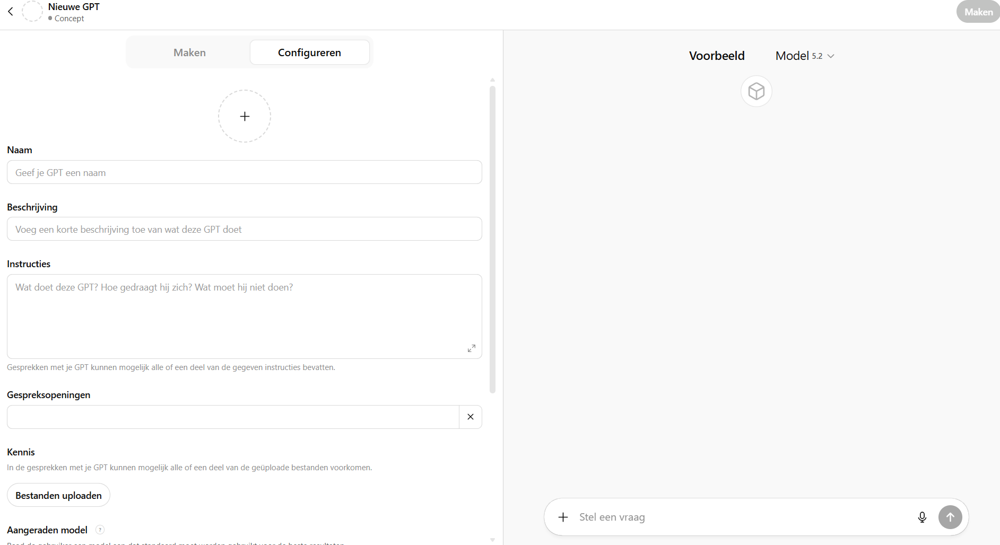 Nieuwe GPT
Concept
Maken
Maken
Configureren
Naam
Geef je GPT een naam
Beschrijving
Voeg een korte beschrijving toe van wat deze GPT doet
Instructies
Wat doet deze GPT? Hoe gedraagt hij zich? Wat moet hij niet doen?
Gesprekken met je GPT kunnen mogelijk alle of een deel van de gegeven instructies bevatten.
Gespreksopeningen
Kennis
In de gesprekken met je GPT kunnen mogelijk alle of een deel van de geüploade bestanden voorkomen.
Bestanden uploaden
Aangeraden model ?
Voorbeeld
Model 5.2
Stel een vraag